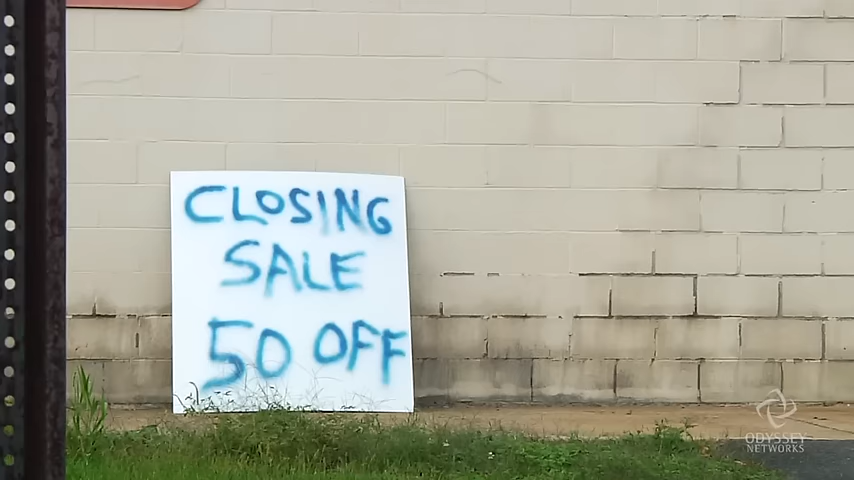 CLOSING
SALE
50 OFF
ODYSSEY
NETWORKS